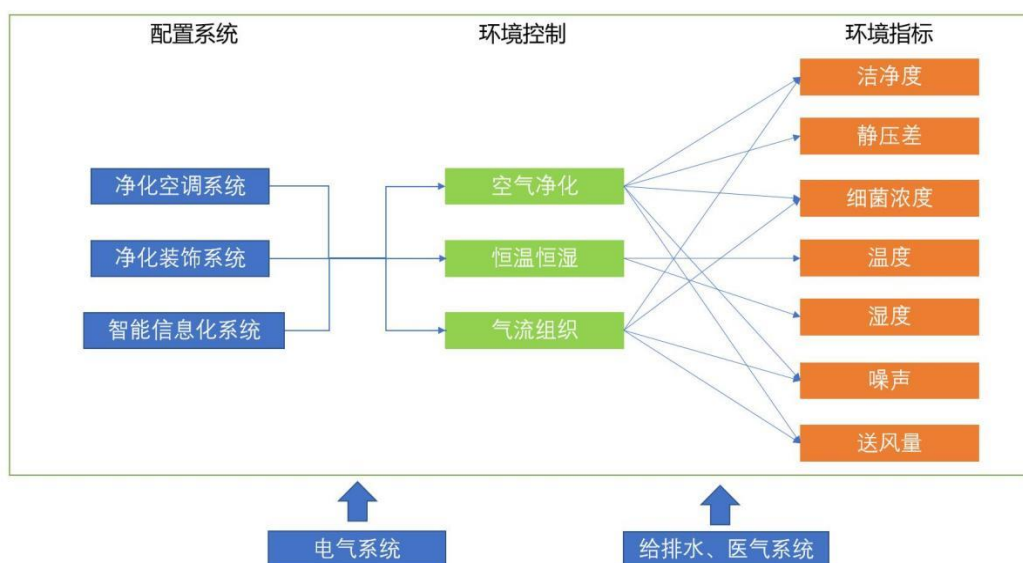 配置系统
环境控制
环境指标
洁净度
静压差
净化空调系统
空气净化
细菌浓度
净化装饰系统
恒温恒湿
温度
智能信息化系统
气流组织
湿度
噪声
送风量
电气系统
给排水、医气系统